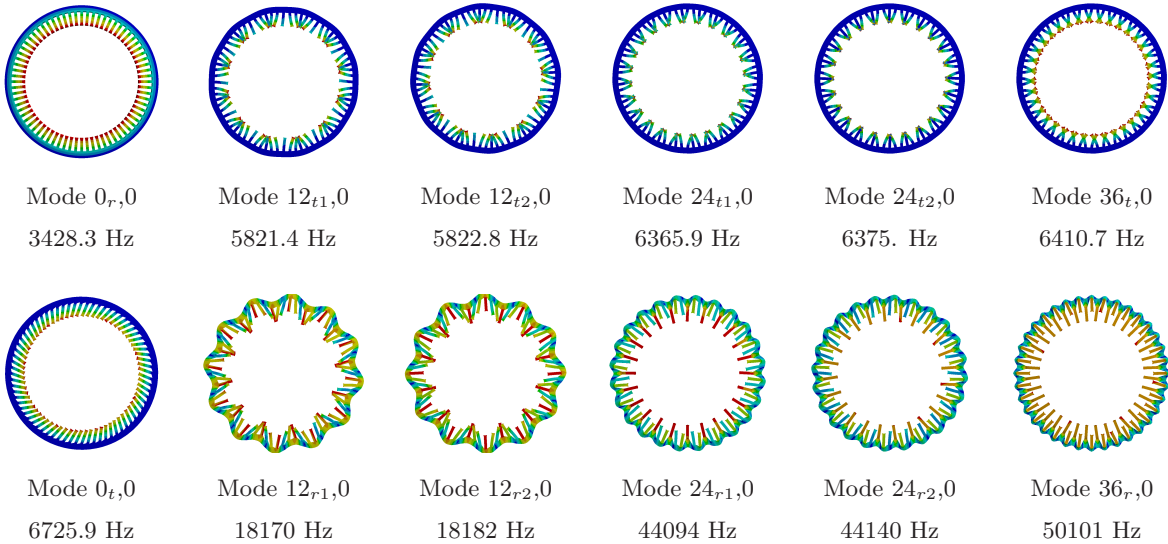 Mode 0r,0 Mode 12t1,0 Mode 12t2,0 Mode 24t1,0 Mode 24t2,0 Mode 36t,0
3428.3 Hz 5821.4 Hz 5822.8 Hz 6365.9 Hz 6375. Hz 6410.7 Hz
Mode 0t,0 Mode 12r1,0 Mode 12r2,0 Mode 24r1,0 Mode 24r2,0 Mode 36r,0
6725.9 Hz 18170 Hz 18182 Hz 44094 Hz 44140 Hz 50101 Hz